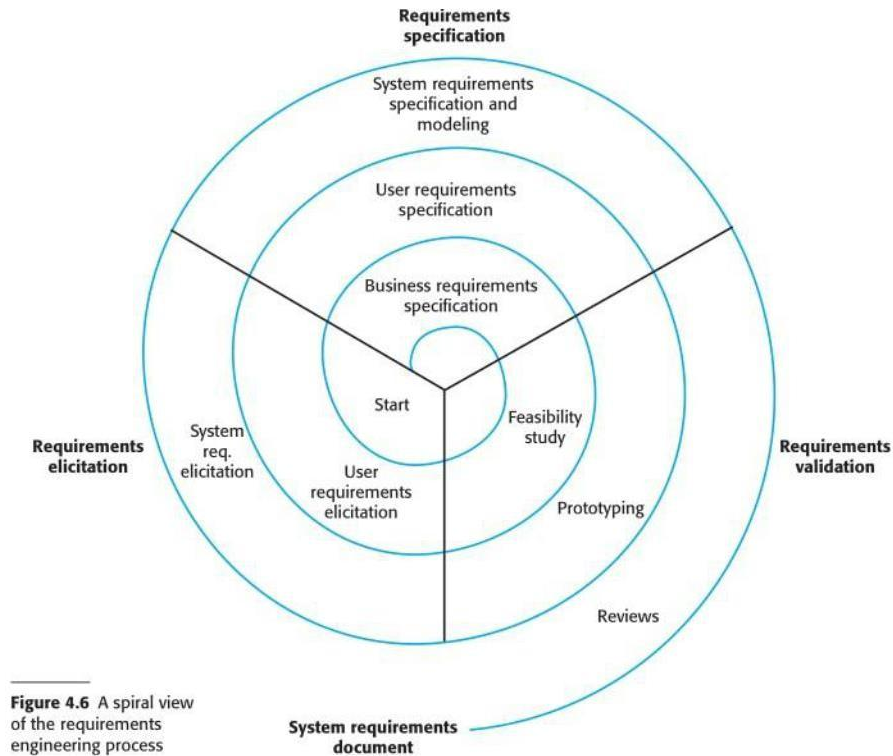 Requirements
specification
System requirements
specification and
modeling
User requirements
specification
Business requirements
specification
Start
Feasibility
study
Requirements
elicitation
System
req.
elicitation
User
requirements
elicitation
Requirements
validation
Prototyping
Reviews
Figure 4.6 A spiral view
of the requirements
engineering process
System requirements
document